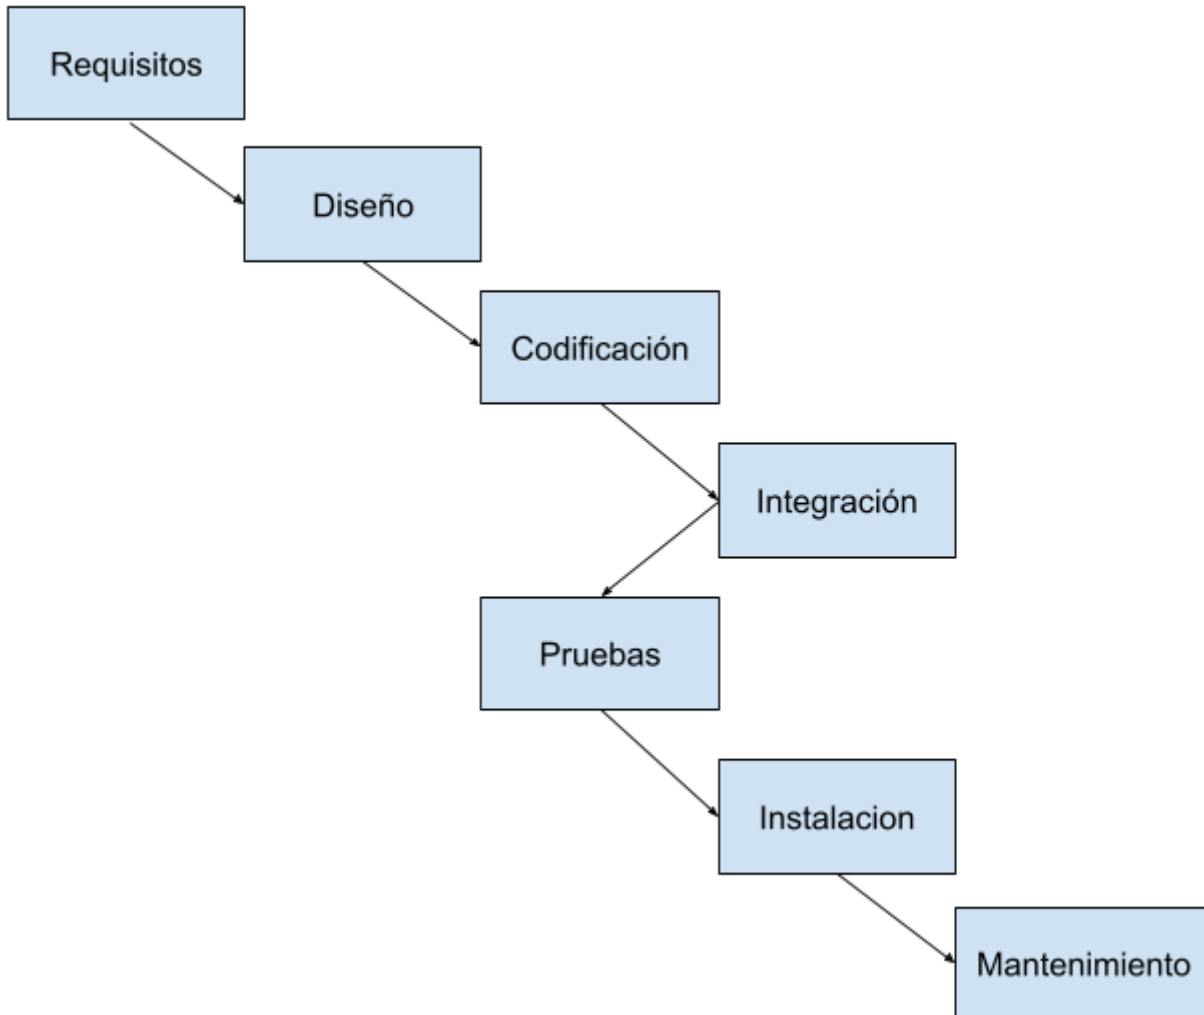 Requisitos
Diseño
Codificación
Integración
Pruebas
Instalacion
Mantenimiento